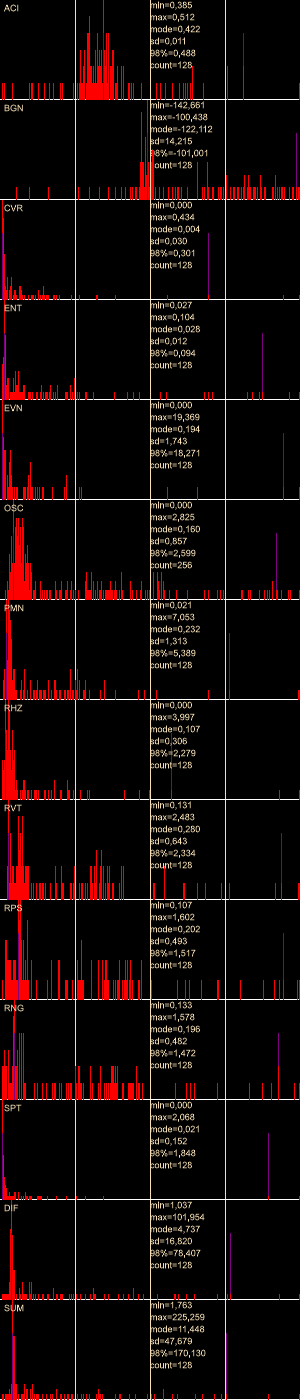 ACI
min=0,385
max=0,512
mode=0,422
sd=0,011
98%=0,488
count=128
BGN
min=-142,661
max=-100,438
mode=-122,112
sd=14,215
98%=-101,001
count=128
CVR
min=0,000
max=0,434
mode=0,004
sd=0,030
98%=0,301
count=128
ENT
min=0,027
max=0,104
mode=0,028
sd=0,012
98%=0,094
count=128
EVN
min=0,000
max=19,369
mode=0,194
sd=1,743
98%=18,271
count=128
OSC
min=0,000
max=2,825
mode=0,160
sd=0,857
98%=2,599
count=256
PMN
min=0,021
max=7,053
mode=0,232
sd=1,313
98%=5,389
count=128
RHZ
min=0,000
max=3,997
mode=0,107
sd=0,306
98%=2,279
count=128
RVT
min=0,131
max=2,483
mode=0,280
sd=0,643
98%=2,334
count=128
RPS
min=0,107
max=1,602
mode=0,202
sd=0,493
98%=1,517
count=128
RNG
min=0,133
max=1,578
mode=0,196
sd=0,482
98%=1,472
count=128
SPT
min=0,000
max=2,068
mode=0,021
sd=0,152
98%=1,848
count=128
DIF
min=1,037
max=101,954
mode=4,737
sd=16,820
98%=78,407
count=128
SUM
min=1,763
max=225,259
mode=11,448
sd=47,679
98%=170,130
count=128